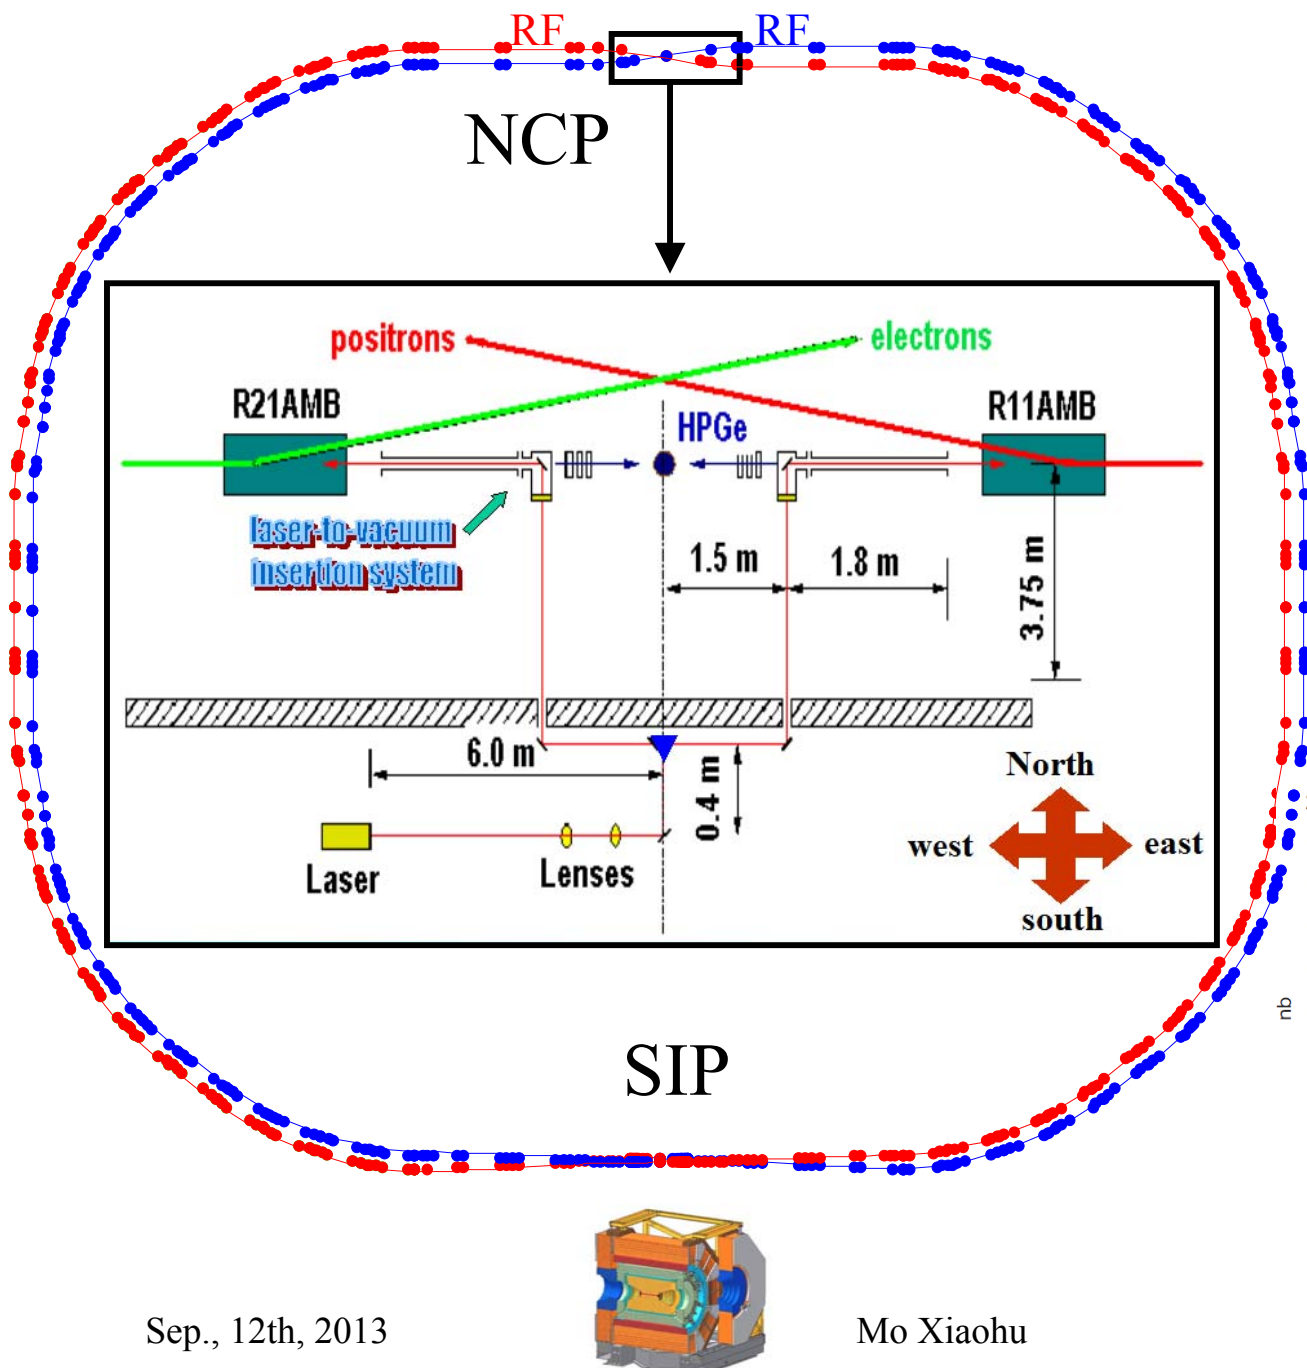 RF RF
NCP
positrons
electrons
R21AMB
R11AMB
HPGe
laser-to-vacuum
insertion system
1.5 m
1.8 m
3.75 m
6.0 m
0.4 m
Laser
Lenses
North
west
east
south
nb
SIP
Sep., 12th, 2013
Mo Xiaohu